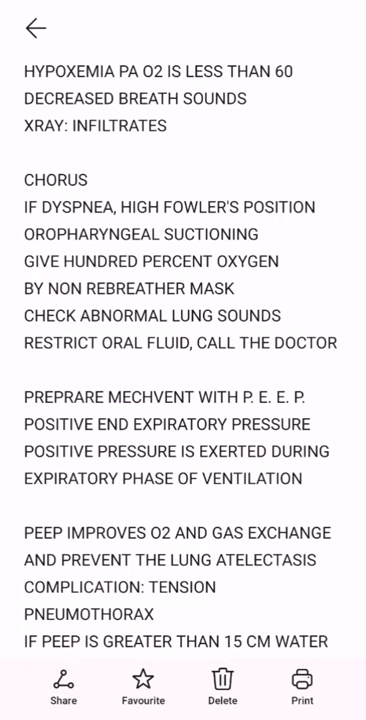 HYPOXEMIA PA O2 IS LESS THAN 60
DECREASED BREATH SOUNDS
XRAY: INFILTRATES
CHORUS
IF DYSPNEA, HIGH FOWLER'S POSITION
OROPHARYNGEAL SUCTIONING
GIVE HUNDRED PERCENT OXYGEN
BY NON REBREATHER MASK
CHECK ABNORMAL LUNG SOUNDS
RESTRICT ORAL FLUID, CALL THE DOCTOR
PREPRARE MECHVENT WITH P. E. E. P.
POSITIVE END EXPIRATORY PRESSURE
POSITIVE PRESSURE IS EXERTED DURING
EXPIRATORY PHASE OF VENTILATION
PEEP IMPROVES O2 AND GAS EXCHANGE
AND PREVENT THE LUNG ATELECTASIS
COMPLICATION: TENSION
PNEUMOTHORAX
IF PEEP IS GREATER THAN 15 CM WATER
Share Favourite Delete Print